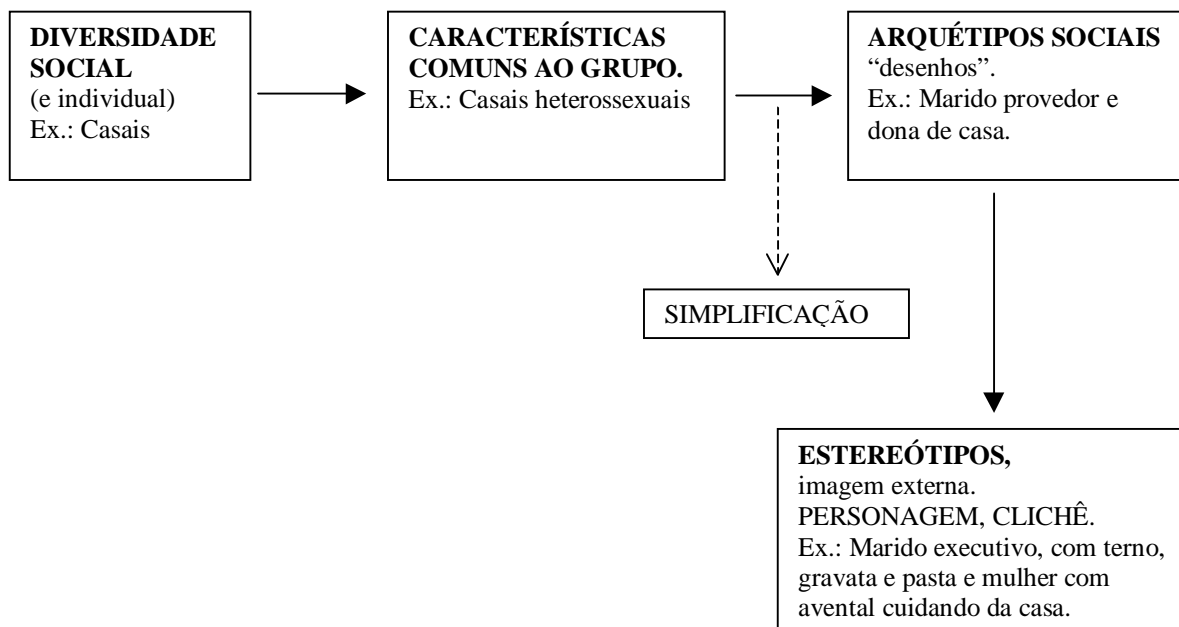 DIVERSIDADE
SOCIAL
(e individual)
Ex.: Casais
CARACTERÍSTICAS
COMUNS AO GRUPO.
Ex.: Casais heterossexuais
ARQUÉTIPOS SOCIAIS
“desenhos”.
Ex.: Marido provedor e
dona de casa.
SIMPLIFICAÇÃO
ESTEREÓTIPOS,
imagem externa.
PERSONAGEM, CLICHÊ.
Ex.: Marido executivo, com terno,
gravata e pasta e mulher com
avental cuidando da casa.